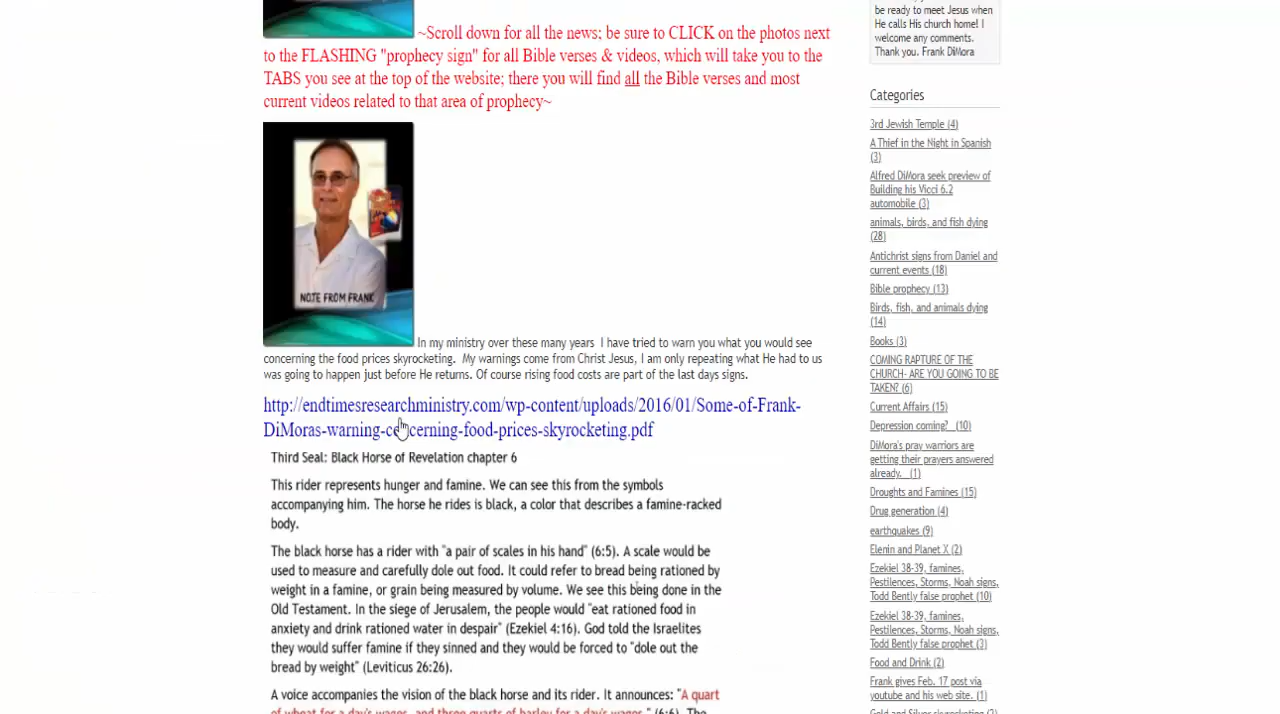 ~Scroll down for all the news; be sure to CLICK on the photos next
to the FLASHING "prophecy sign" for all Bible verses & videos, which will take you to the
TABS you see at the top of the website; there you will find all the Bible verses and most
current videos related to that area of prophecy~
NOTE FROM FRANK
In my ministry over these many years I have tried to warn you what you would see
concerning the food prices skyrocketing. My warnings come from Christ Jesus, I am only repeating what He had to us
was going to happen just before He returns. Of course rising food costs are part of the last days signs.
http://endtimesresearchministry.com/wp-content/uploads/2016/01/Some-of-Frank-
DiMoras-warning-concerning-food-prices-skyrocketing.pdf
Third Seal: Black Horse of Revelation chapter 6
This rider represents hunger and famine. We can see this from the symbols
accompanying him. The horse he rides is black, a color that describes a famine-racked
body.
The black horse has a rider with "a pair of scales in his hand" (6:5). A scale would be
used to measure and carefully dole out food. It could refer to bread being rationed by
weight in a famine, or grain being measured by volume. We see this being done in the
Old Testament. In the siege of Jerusalem, the people would "eat rationed food in
anxiety and drink rationed water in despair" (Ezekiel 4:16). God told the Israelites
they would suffer famine if they sinned and they would be forced to "dole out the
bread by weight" (Leviticus 26:26).
A voice accompanies the vision of the black horse and its rider. It announces: "A quart
of wheat for a day's wages, and three quarts of barley for a day's wages," (6:6). The
be ready to meet Jesus when
He calls His church home! I
welcome any comments.
Thank you. Frank DiMora
Categories
3rd Jewish Temple (4)
A Thief in the Night in Spanish
(3)
Alfred DiMora seek preview of
Building his Vicci 6.2
automobile (3)
animals, birds, and fish dying
(28)
Antichrist signs from Daniel and
current events (18)
Bible prophecy (13)
Birds, fish, and animals dying
(14)
Books (3)
COMING RAPTURE OF THE
CHURCH- ARE YOU GOING TO BE
TAKEN? (6)
Current Affairs (15)
Depression coming? (10)
DiMora's pray warriors are
getting their prayers answered
already. (1)
Droughts and Famines (15)
Drug generation (4)
earthquakes (9)
Elenin and Planet X (2)
Ezekiel 38-39, famines,
Pestilences, Storms, Noah signs,
Todd Bently false prophet (10)
Ezekiel 38-39, famines,
Pestilences, Storms, Noah signs,
Todd Bently false prophet (3)
Food and Drink (2)
Frank gives Feb. 17 post via
youtube and his web site. (1)
Gold and Silver skyrocketing (2)